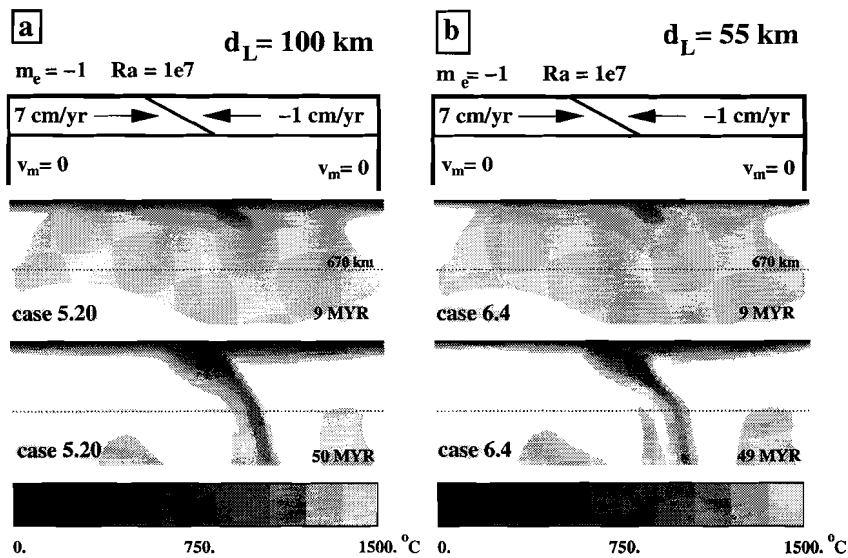 a
d_L = 100 km
m_e = −1 Ra = 1e7
7 cm/yr −1 cm/yr
v_m = 0 v_m = 0
670 km
case 5.20 9 MYR
case 5.20 50 MYR
0. 750. 1500. °C
b
d_L = 55 km
m_e = −1 Ra = 1e7
7 cm/yr −1 cm/yr
v_m = 0 v_m = 0
670 km
case 6.4 9 MYR
case 6.4 49 MYR
0. 750. 1500. °C